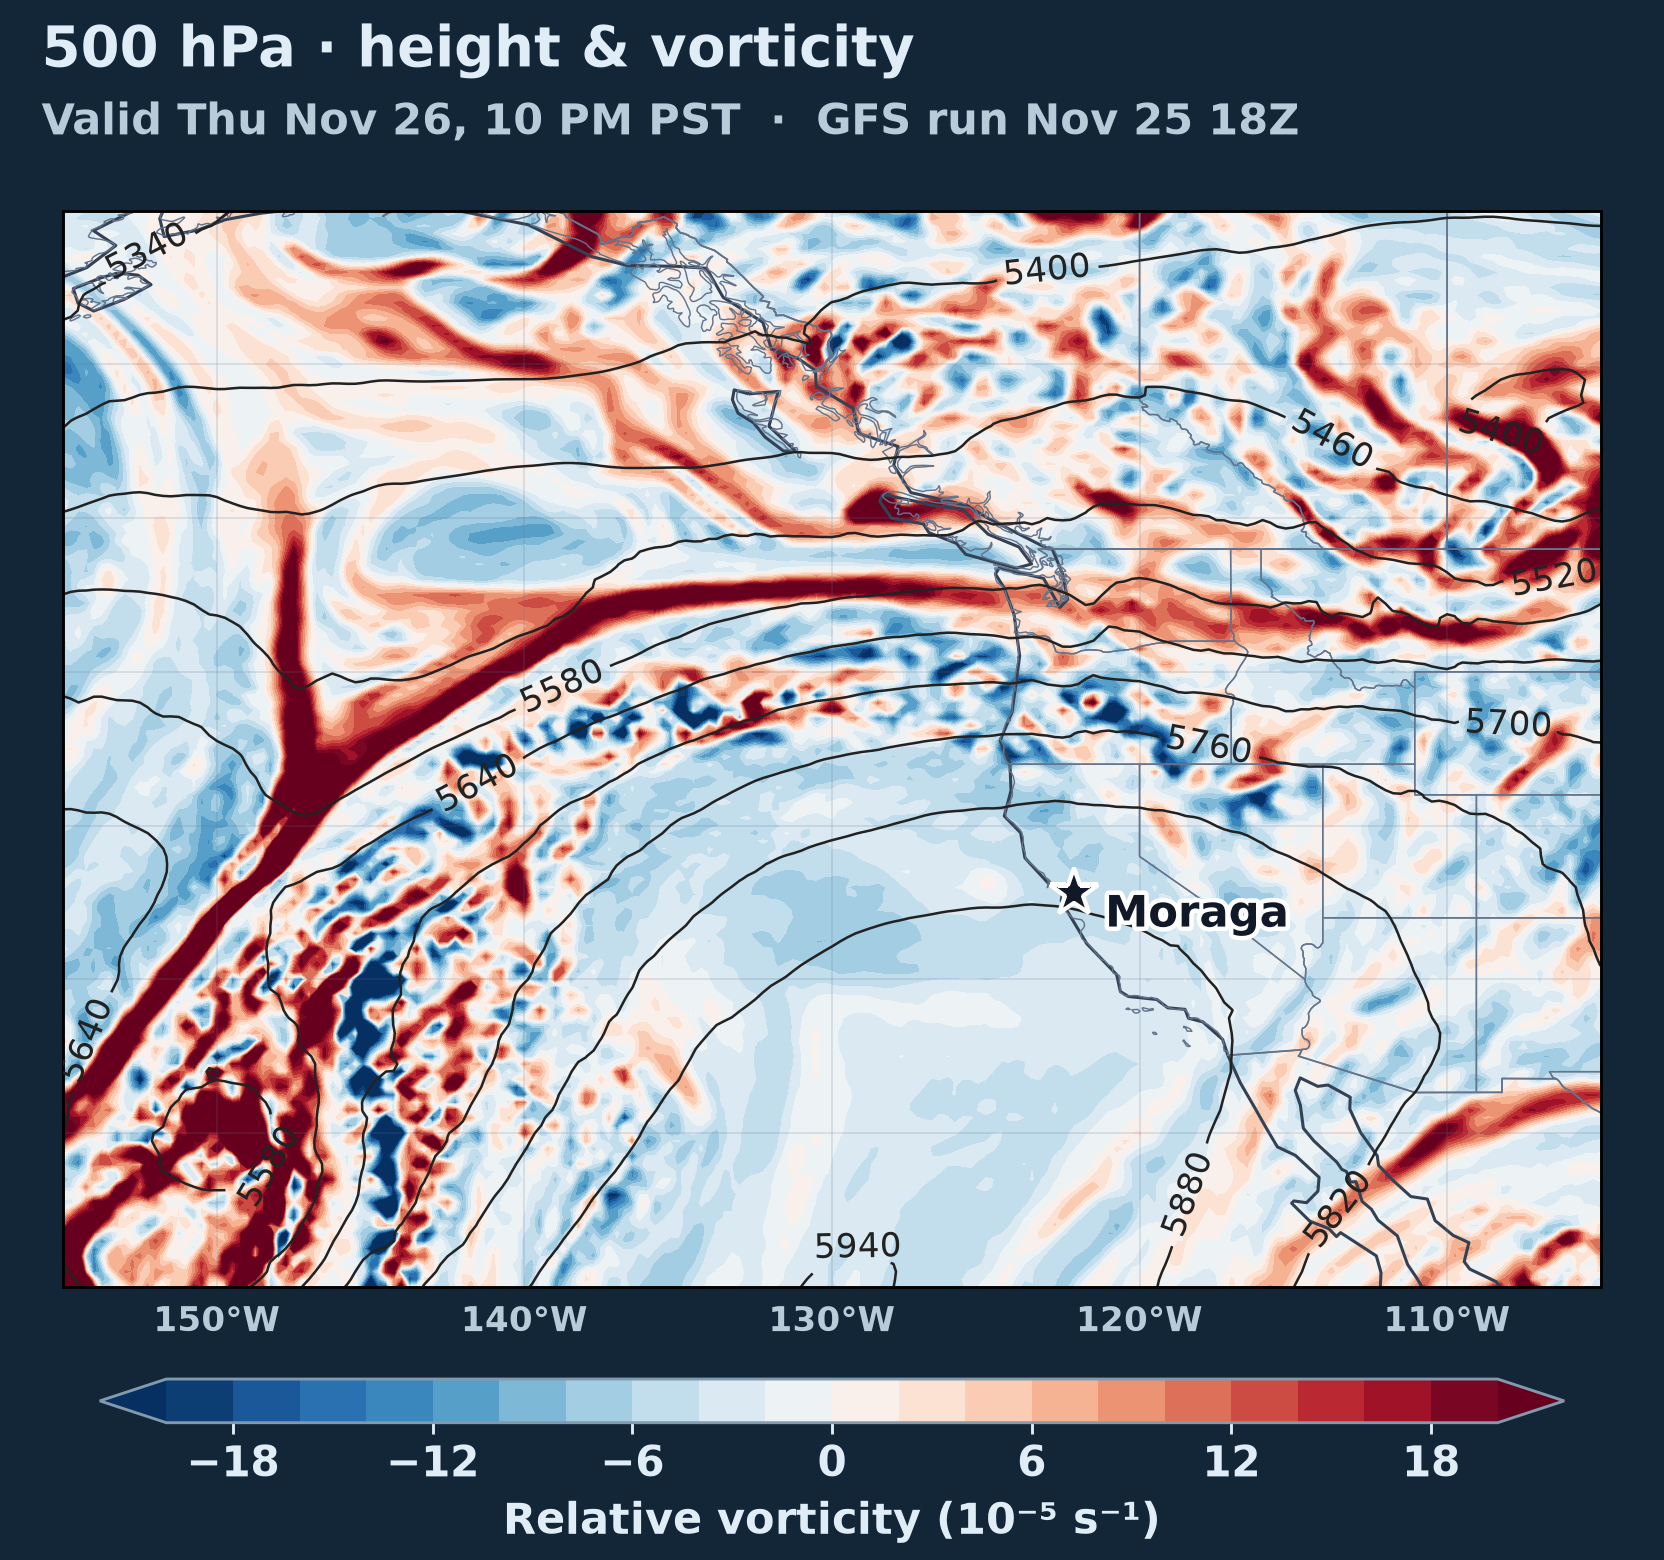 500 hPa · height & vorticity
Valid Thu Nov 26, 10 PM PST · GFS run Nov 25 18Z
5340
5400
5460
5400
5520
5580
5700
5760
5640
Moraga
5640
5580
5880
5820
5940
150°W 140°W 130°W 120°W 110°W
−18 −12 −6 0 6 12 18
Relative vorticity (10⁻⁵ s⁻¹)